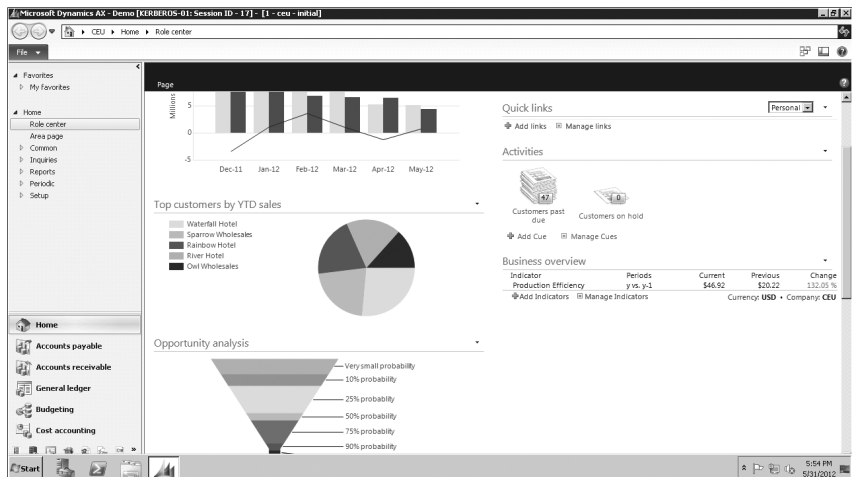 Microsoft Dynamics AX - Demo [KERBEROS-01: Session ID - 17] - [1 - ceu - initial]
CEU Home Role center
File
Favorites
My favorites
Home
Role center
Area page
Common
Inquiries
Reports
Periodic
Setup
Home
Accounts payable
Accounts receivable
General ledger
Budgeting
Cost accounting
Page
Millions
5
0
-5
Dec-11 Jan-12 Feb-12 Mar-12 Apr-12 May-12
Top customers by YTD sales
Waterfall Hotel
Sparrow Wholesales
Rainbow Hotel
River Hotel
Owl Wholesales
Opportunity analysis
Very small probability
10% probability
25% probability
50% probability
75% probability
90% probability
Quick links Personal
Add links Manage links
Activities
47 0
Customers past due
Customers on hold
Add Cue Manage Cues
Business overview
Indicator Periods Current Previous Change
Production Efficiency y vs. y-1 $46.92 $20.22 132.05 %
Add Indicators Manage Indicators Currency: USD • Company: CEU
Start
5:54 PM
5/31/2012